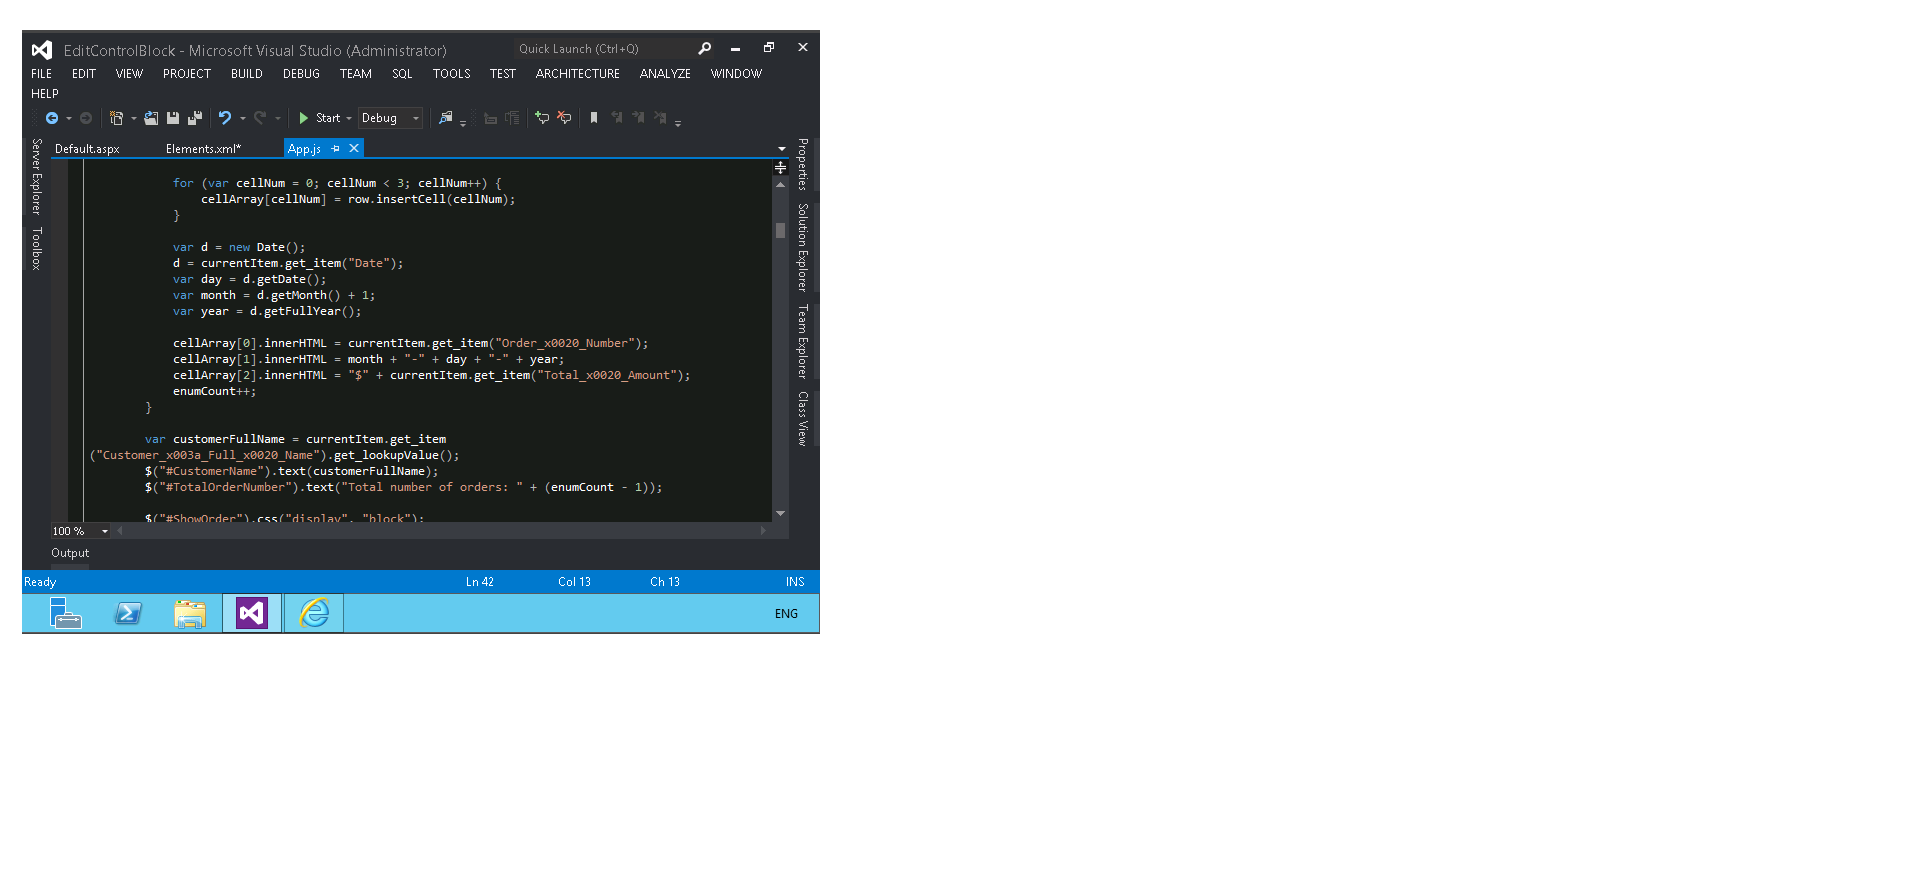 EditControlBlock - Microsoft Visual Studio (Administrator)
Quick Launch (Ctrl+Q)
FILE EDIT VIEW PROJECT BUILD DEBUG TEAM SQL TOOLS TEST ARCHITECTURE ANALYZE WINDOW
HELP
Start Debug
Server Explorer
Toolbox
Default.aspx Elements.xml* App.js
for (var cellNum = 0; cellNum < 3; cellNum++) {
cellArray[cellNum] = row.insertCell(cellNum);
}
var d = new Date();
d = currentItem.get_item("Date");
var day = d.getDate();
var month = d.getMonth() + 1;
var year = d.getFullYear();
cellArray[0].innerHTML = currentItem.get_item("Order_x0020_Number");
cellArray[1].innerHTML = month + "-" + day + "-" + year;
cellArray[2].innerHTML = "$" + currentItem.get_item("Total_x0020_Amount");
enumCount++;
}
var customerFullName = currentItem.get_item
("Customer_x003a_Full_x0020_Name").get_lookupValue();
$("#CustomerName").text(customerFullName);
$("#TotalOrderNumber").text("Total number of orders: " + (enumCount - 1));
$("#ShowOrder").css("display", "block");
Properties
Solution Explorer
Team Explorer
Class View
100 %
Output
Ready Ln 42 Col 13 Ch 13 INS
ENG